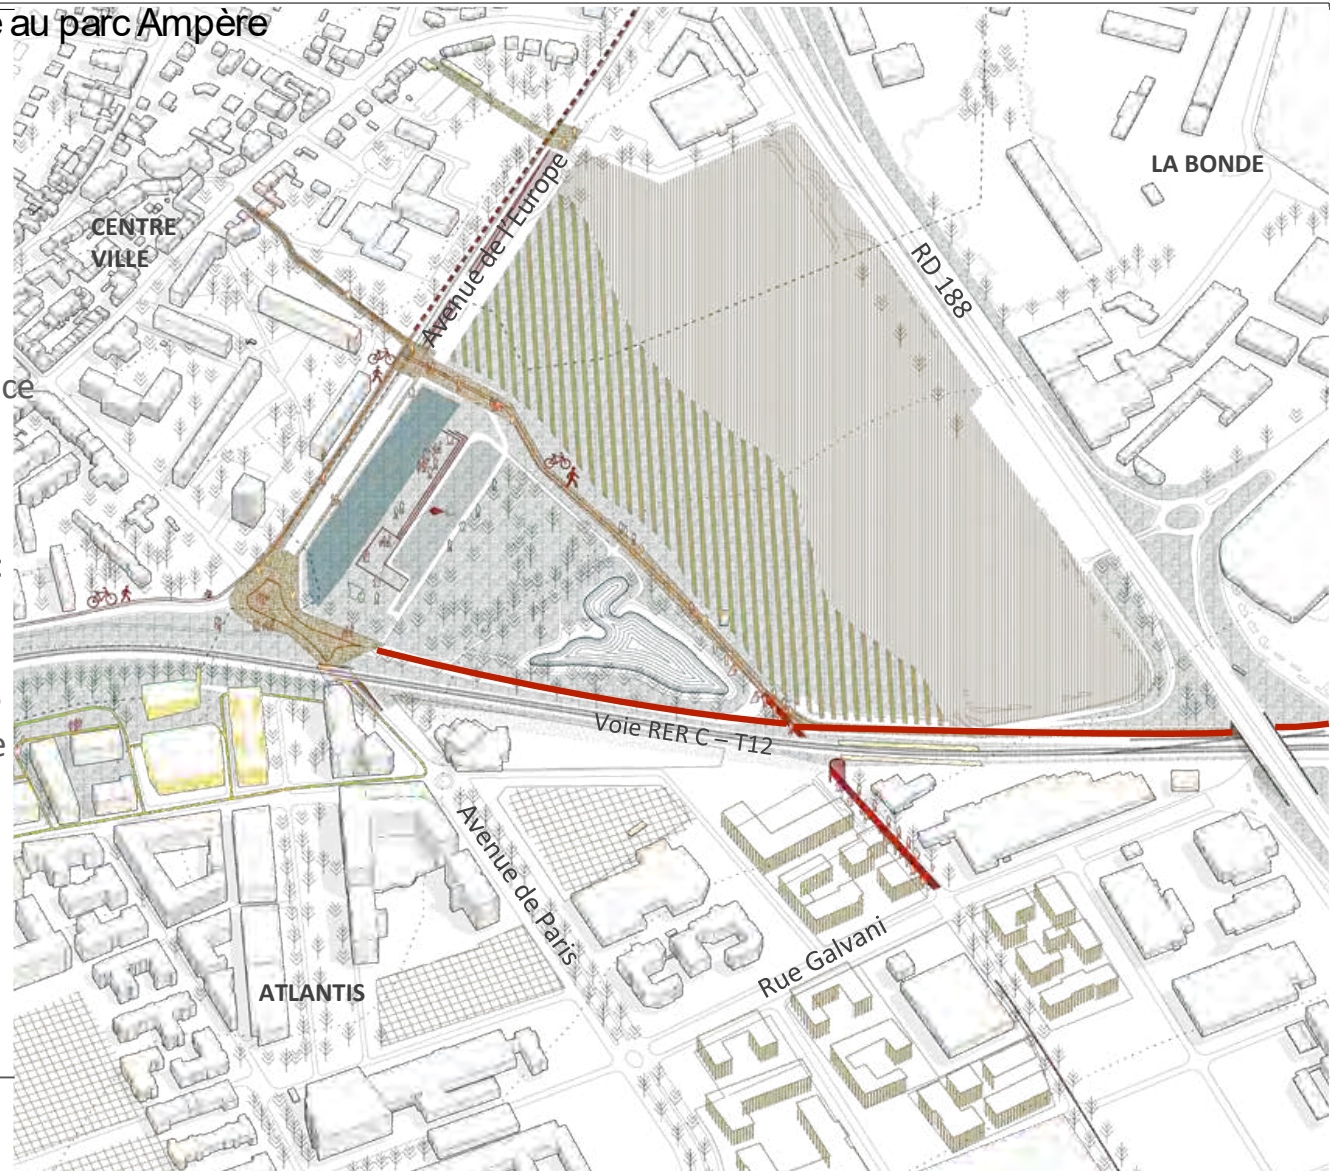 e au parc Ampère
LA BONDE
CENTRE
VILLE
Avenue de l'Europe
RD 188
ce
e
Voie RER C – T12
Avenue de Paris
Rue Galvani
ATLANTIS